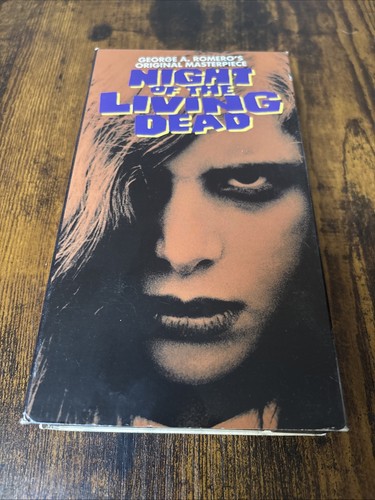 GEORGE A. ROMERO'S
ORIGINAL MASTERPIECE
NIGHT
OF THE
LIVING
DEAD